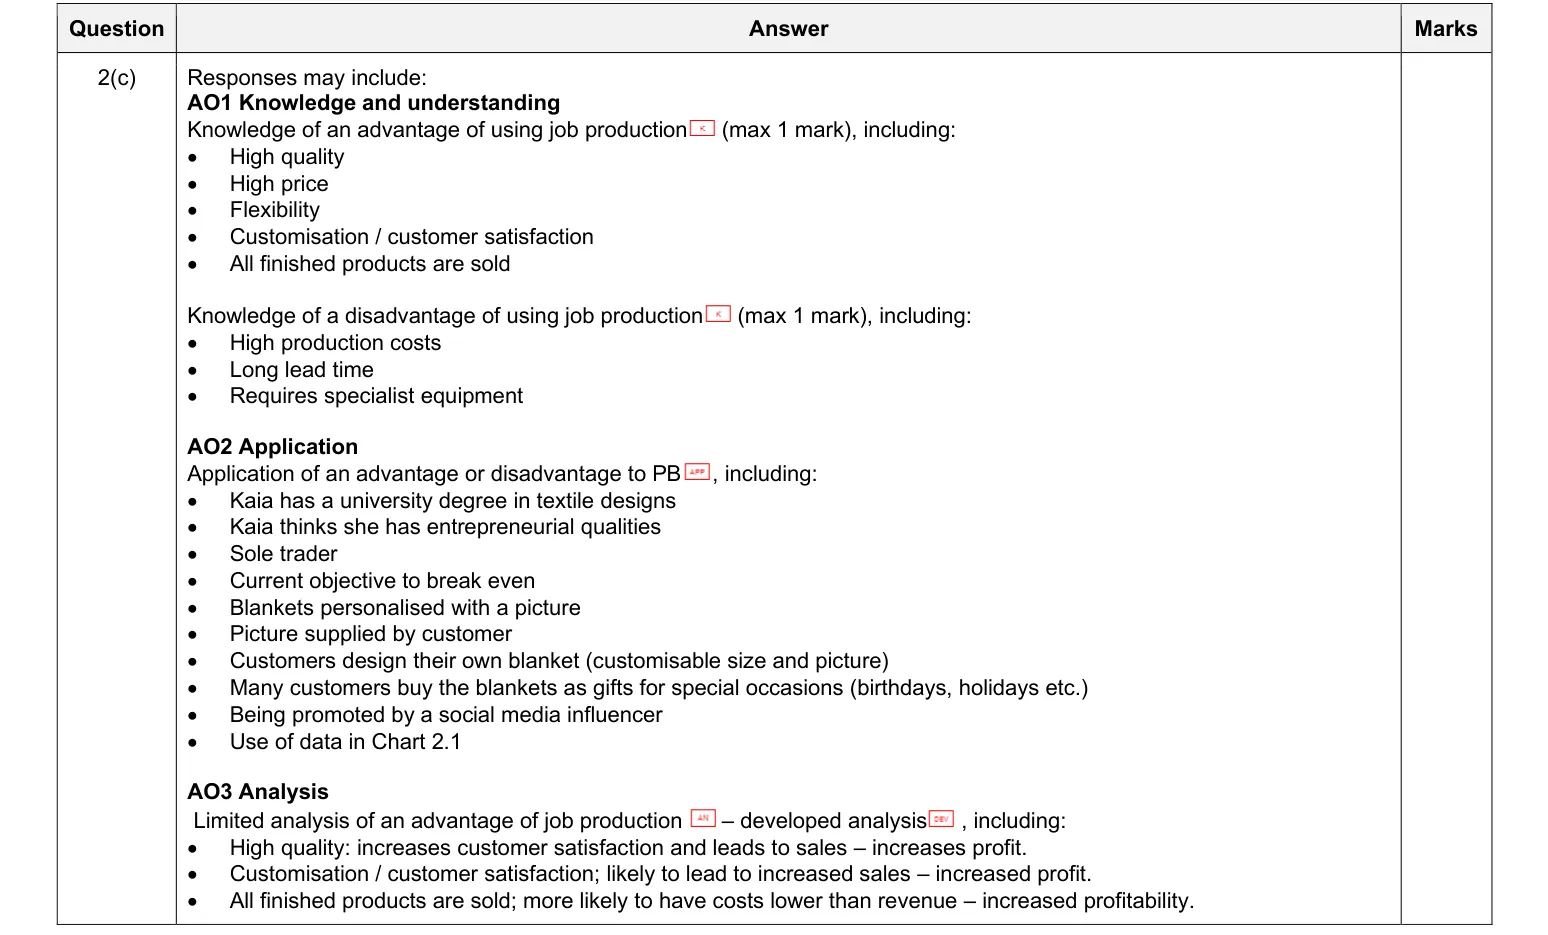 Question Answer Marks
2(c) Responses may include:
AO1 Knowledge and understanding
Knowledge of an advantage of using job production K (max 1 mark), including:
• High quality
• High price
• Flexibility
• Customisation / customer satisfaction
• All finished products are sold
Knowledge of a disadvantage of using job production K (max 1 mark), including:
• High production costs
• Long lead time
• Requires specialist equipment
AO2 Application
Application of an advantage or disadvantage to PB APP , including:
• Kaia has a university degree in textile designs
• Kaia thinks she has entrepreneurial qualities
• Sole trader
• Current objective to break even
• Blankets personalised with a picture
• Picture supplied by customer
• Customers design their own blanket (customisable size and picture)
• Many customers buy the blankets as gifts for special occasions (birthdays, holidays etc.)
• Being promoted by a social media influencer
• Use of data in Chart 2.1
AO3 Analysis
Limited analysis of an advantage of job production AN – developed analysis DEV , including:
• High quality: increases customer satisfaction and leads to sales – increases profit.
• Customisation / customer satisfaction; likely to lead to increased sales – increased profit.
• All finished products are sold; more likely to have costs lower than revenue – increased profitability.